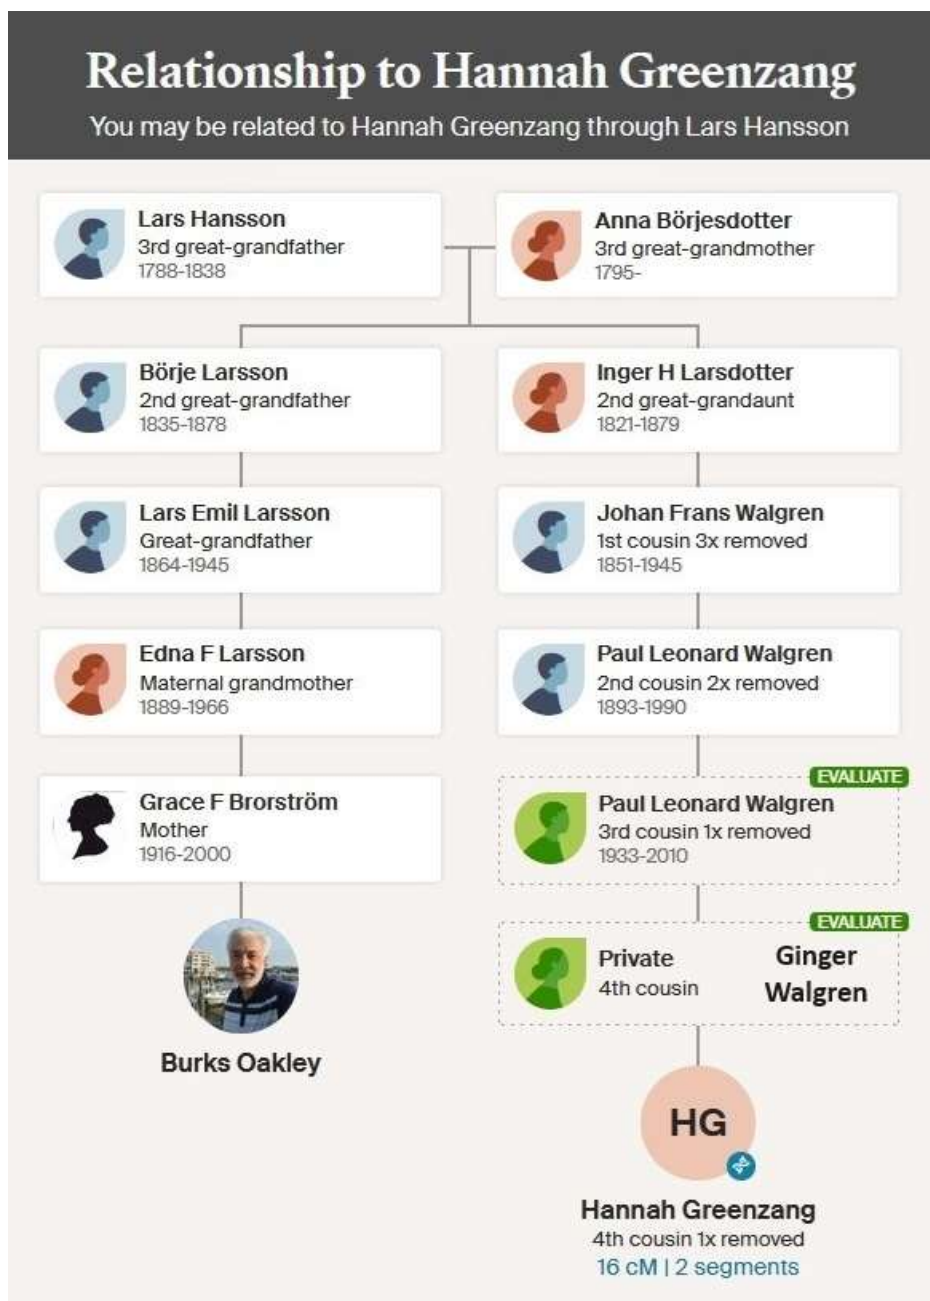 Relationship to Hannah Greenzang
You may be related to Hannah Greenzang through Lars Hansson
Lars Hansson
3rd great-grandfather
1788-1838
Anna Börjesdotter
3rd great-grandmother
1795-
Börje Larsson
2nd great-grandfather
1835-1878
Inger H Larsdotter
2nd great-grandaunt
1821-1879
Lars Emil Larsson
Great-grandfather
1864-1945
Johan Frans Walgren
1st cousin 3x removed
1851-1945
Edna F Larsson
Maternal grandmother
1889-1966
Paul Leonard Walgren
2nd cousin 2x removed
1893-1990
Grace F Brorström
Mother
1916-2000
EVALUATE
Paul Leonard Walgren
3rd cousin 1x removed
1933-2010
Burks Oakley
EVALUATE
Private
4th cousin
Ginger
Walgren
HG
Hannah Greenzang
4th cousin 1x removed
16 cM | 2 segments